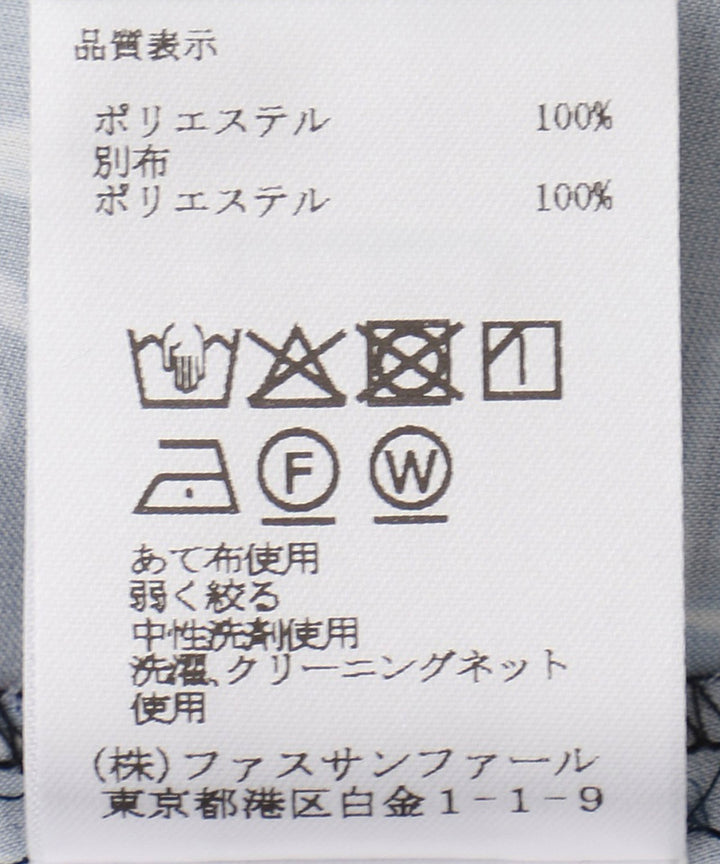 品質表示
ポリエステル 100%
別布
ポリエステル 100%
F W
あて布使用
弱く絞る
中性洗剤使用
洗濯、クリーニングネット
使用
(株)ファスサンファール
東京都港区白金1-1-9